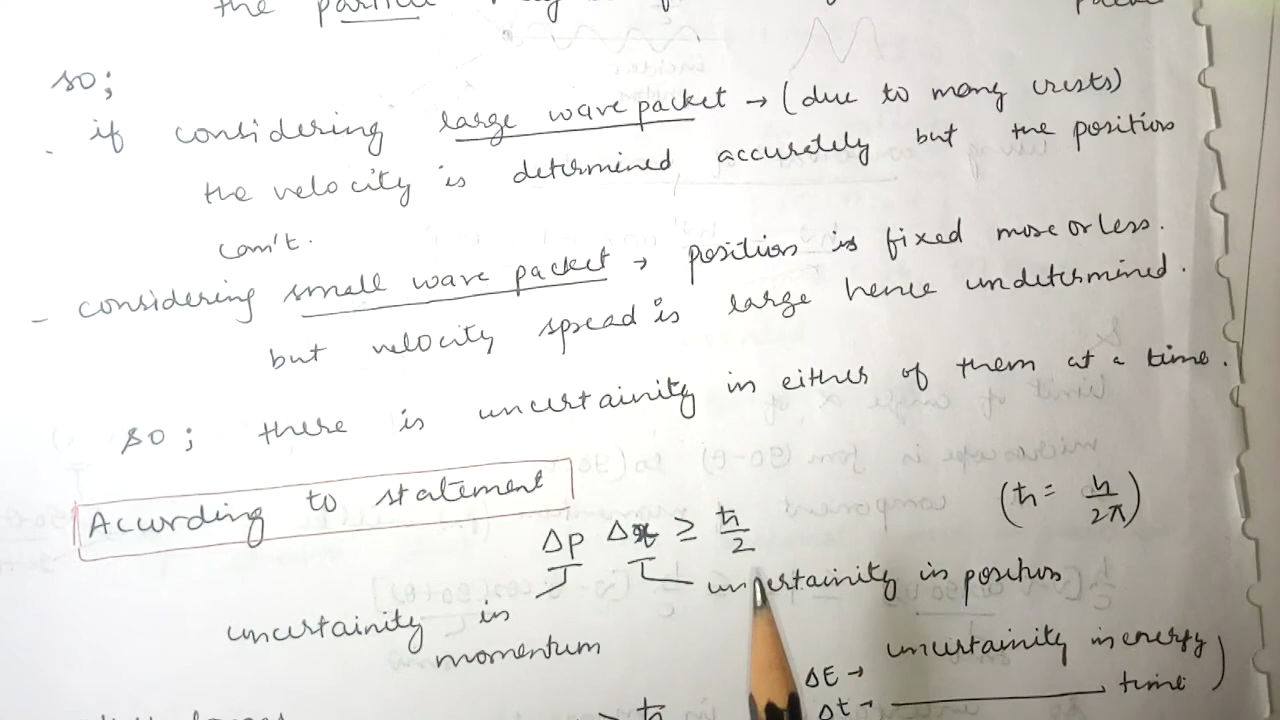 the particle
so;
- if considering large wave packet → (due to many crests)
the velocity is determined accurately but the position
can't.
- considering small wave packet → position is fixed more or less.
but velocity spread is large hence undetermined.
so; there is uncertainity in either of them at a time.
According to statement
Δp Δx ≥ ħ/2 (ħ = h/2π)
uncertainity in position
uncertainity in momentum
ΔE → uncertainity in energy
Δt → ——— time)
≥ ħ